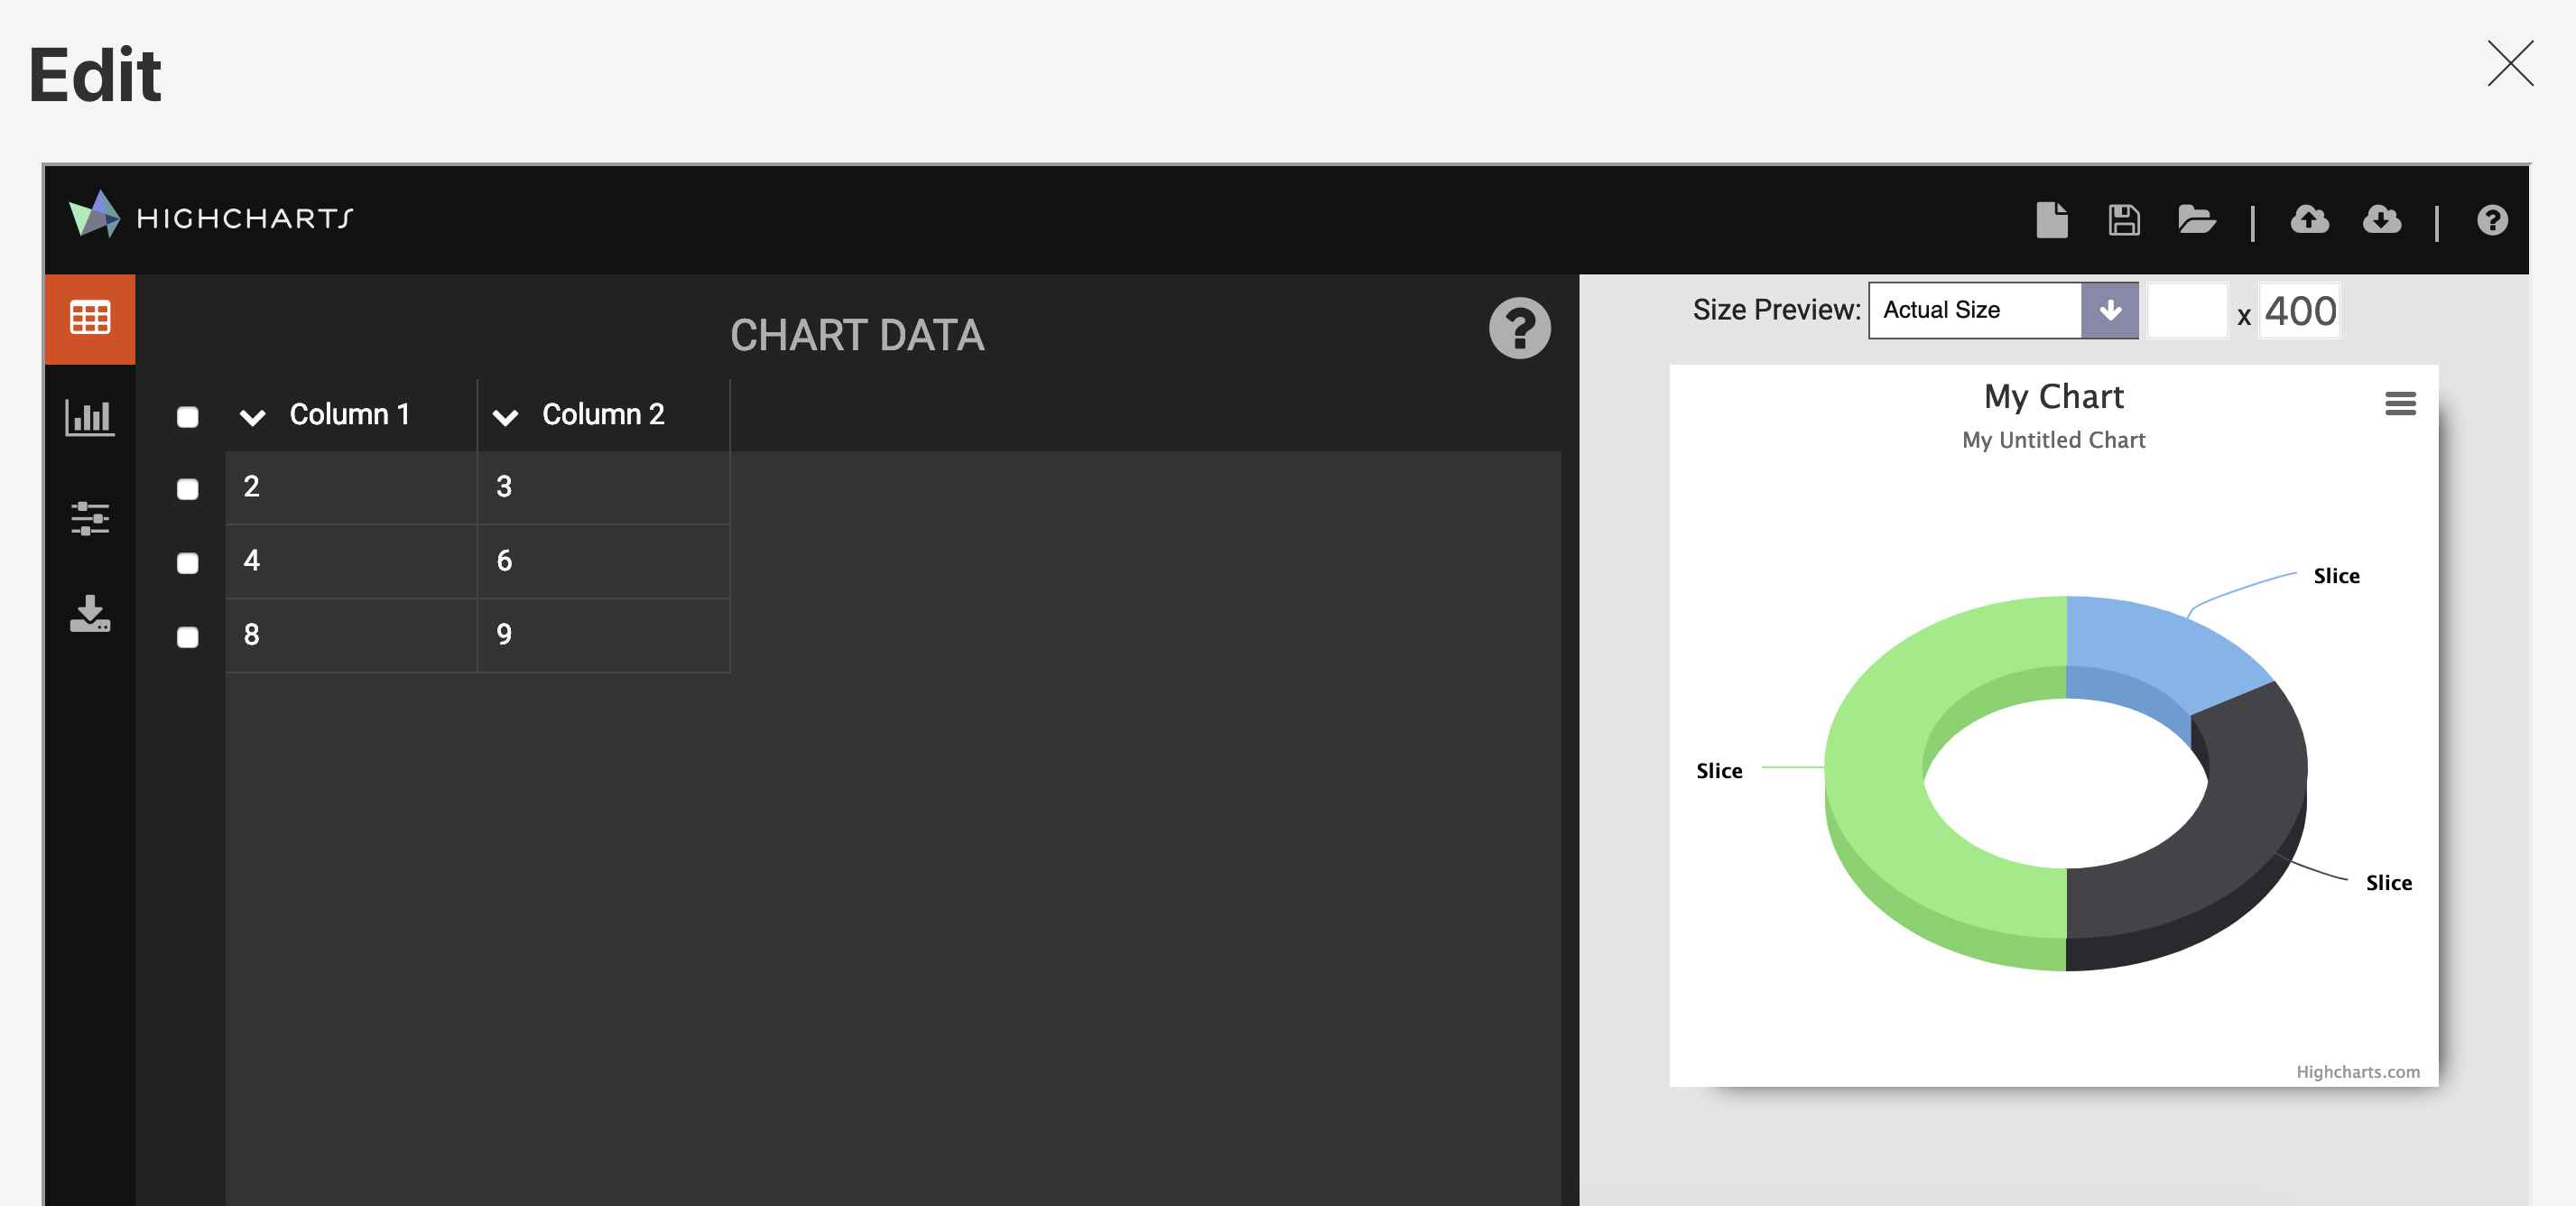 Edit
HIGHCHARTS
CHART DATA
Size Preview: Actual Size x 400
Column 1 Column 2
2 3
4 6
8 9
My Chart
My Untitled Chart
Slice
Slice
Slice
Highcharts.com